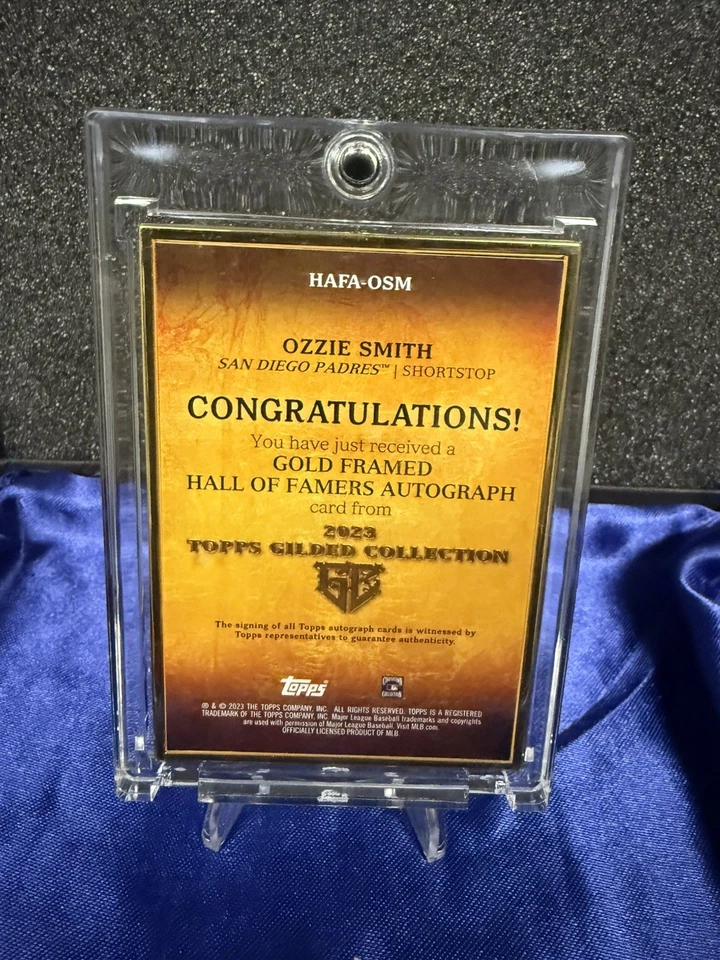 HAFA-OSM
OZZIE SMITH
SAN DIEGO PADRES™ | SHORTSTOP
CONGRATULATIONS!
You have just received a
GOLD FRAMED
HALL OF FAMERS AUTOGRAPH
card from
2023
TOPPS GILDED COLLECTION
GC
The signing of all Topps autograph cards is witnessed by
Topps representatives to guarantee authenticity.
topps
® & © 2023 THE TOPPS COMPANY, INC. ALL RIGHTS RESERVED. TOPPS IS A REGISTERED
TRADEMARK OF THE TOPPS COMPANY, INC. Major League Baseball trademarks and copyrights
are used with permission of Major League Baseball. Visit MLB.com.
OFFICIALLY LICENSED PRODUCT OF MLB